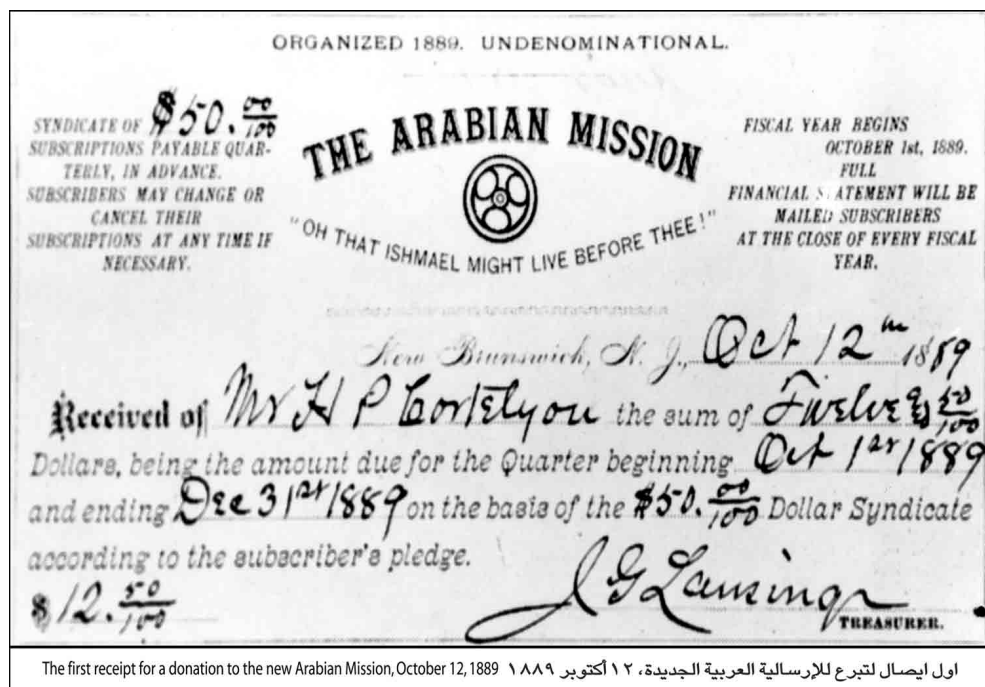 ORGANIZED 1889. UNDENOMINATIONAL.
SYNDICATE OF $50.00/100
SUBSCRIPTIONS PAYABLE QUAR-
TERLY, IN ADVANCE.
SUBSCRIBERS MAY CHANGE OR
CANCEL THEIR
SUBSCRIPTIONS AT ANY TIME IF
NECESSARY.
THE ARABIAN MISSION
"OH THAT ISHMAEL MIGHT LIVE BEFORE THEE!"
FISCAL YEAR BEGINS
OCTOBER 1st, 1889.
FULL
FINANCIAL STATEMENT WILL BE
MAILED SUBSCRIBERS
AT THE CLOSE OF EVERY FISCAL
YEAR.
New Brunswick, N. J., Oct 12th 1889
Received of Mr H P Cortelyou the sum of Twelve & 50/100
Dollars, being the amount due for the Quarter beginning Oct 1st 1889
and ending Dec 31st 1889 on the basis of the $50.00/100 Dollar Syndicate
according to the subscriber's pledge.
$12.50/100
J G Lansing
TREASURER.
The first receipt for a donation to the new Arabian Mission, October 12, 1889 اول ايصال لتبرع للإرسالية العربية الجديدة، ١٢ أكتوبر ١٨٨٩